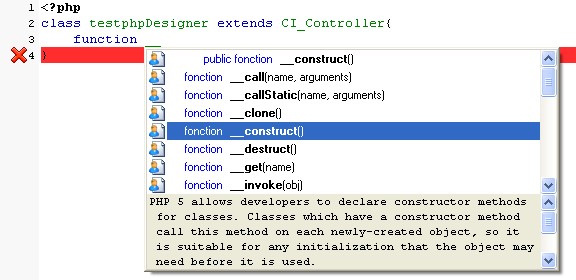 1 <?php
2 class testphpDesigner extends CI_Controller{
3 function __
4 }
public fonction __construct()
fonction __call(name, arguments)
fonction __callStatic(name, arguments)
fonction __clone()
fonction __construct()
fonction __destruct()
fonction __get(name)
fonction __invoke(obj)
PHP 5 allows developers to declare constructor methods
for classes. Classes which have a constructor method
call this method on each newly-created object, so it
is suitable for any initialization that the object may
need before it is used.